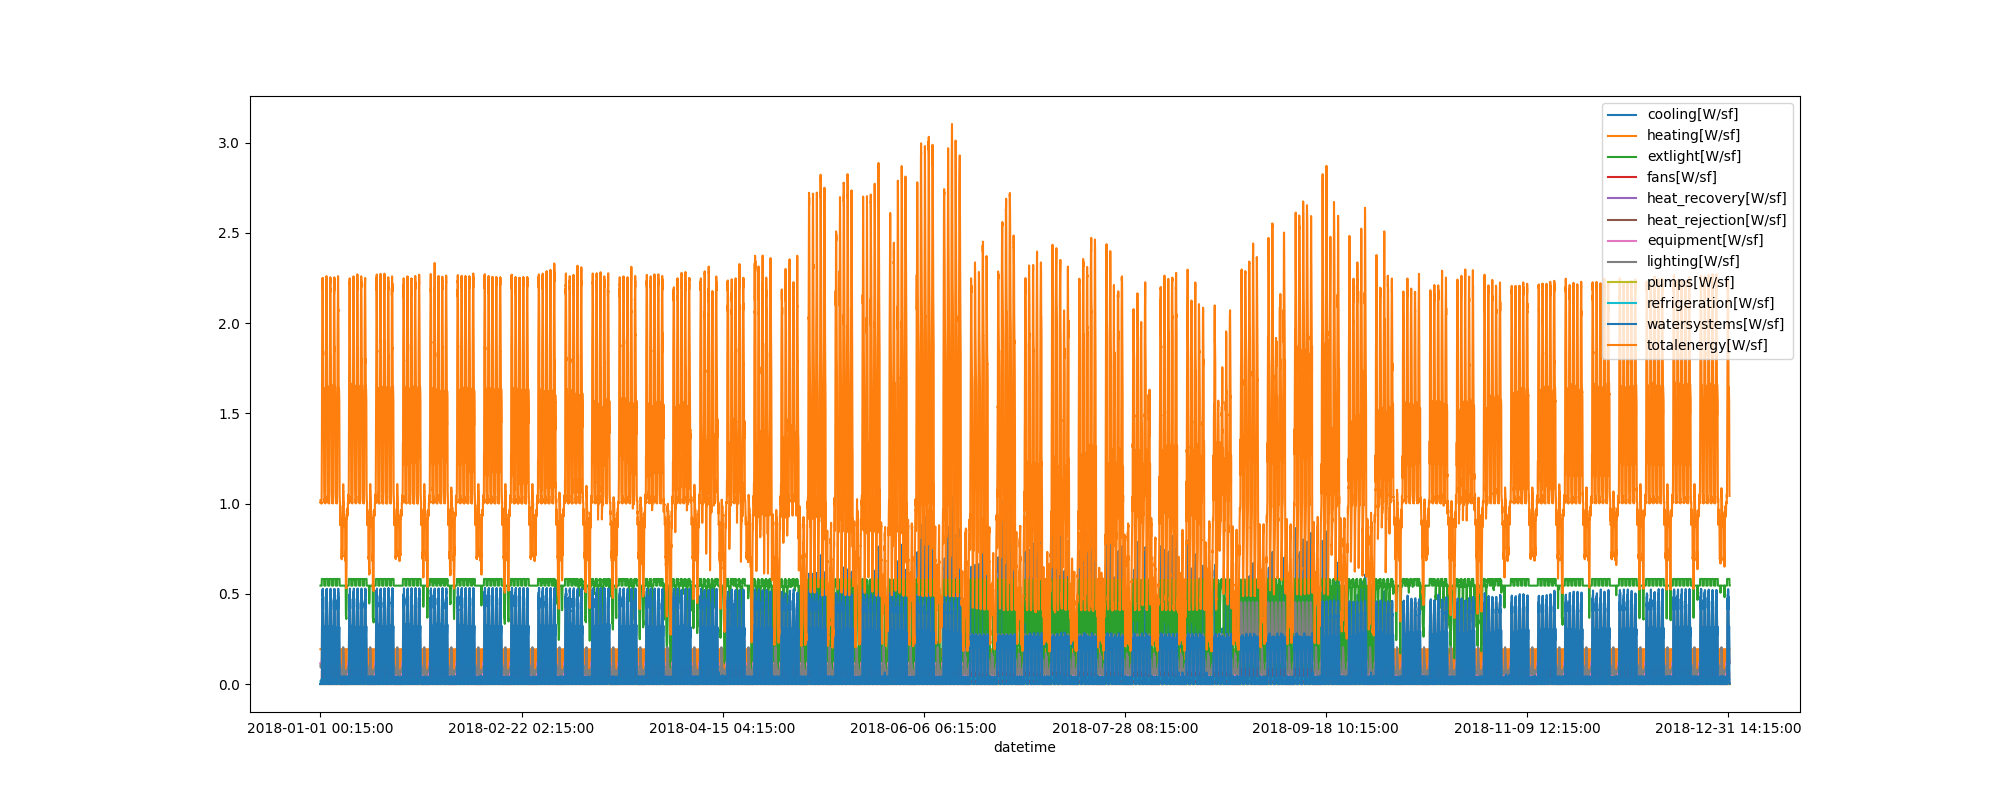 3.0
2.5
2.0
1.5
1.0
0.5
0.0
cooling[W/sf]
heating[W/sf]
extlight[W/sf]
fans[W/sf]
heat_recovery[W/sf]
heat_rejection[W/sf]
equipment[W/sf]
lighting[W/sf]
pumps[W/sf]
refrigeration[W/sf]
watersystems[W/sf]
totalenergy[W/sf]
2018-01-01 00:15:00 2018-02-22 02:15:00 2018-04-15 04:15:00 2018-06-06 06:15:00 2018-07-28 08:15:00 2018-09-18 10:15:00 2018-11-09 12:15:00 2018-12-31 14:15:00
datetime